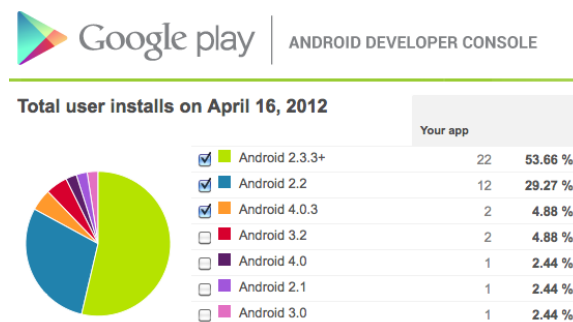 Google play ANDROID DEVELOPER CONSOLE
Total user installs on April 16, 2012
Your app
Android 2.3.3+ 22 53.66 %
Android 2.2 12 29.27 %
Android 4.0.3 2 4.88 %
Android 3.2 2 4.88 %
Android 4.0 1 2.44 %
Android 2.1 1 2.44 %
Android 3.0 1 2.44 %